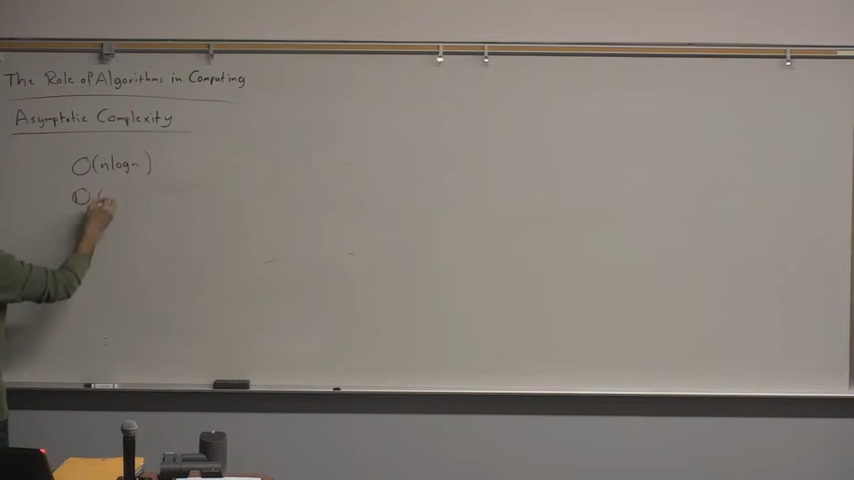 The Role of Algorithms in Computing
Asymptotic Complexity
O(nlogn)
O(